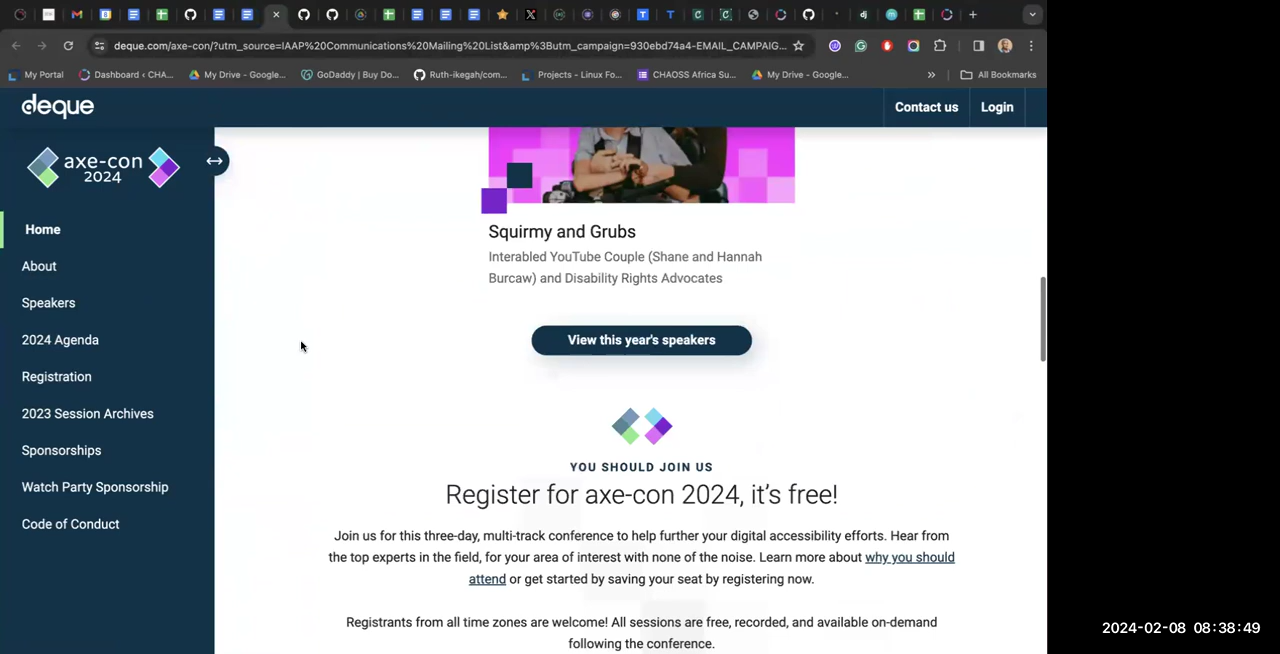 deque.com/axe-con/?utm_source=IAAP%20Communications%20Mailing%20List&amp%3Butm_campaign=930ebd74a4-EMAIL_CAMPAIG...
My Portal
Dashboard ‹ CHA...
My Drive - Google...
GoDaddy | Buy Do...
Ruth-ikegah/com...
Projects - Linux Fo...
CHAOSS Africa Su...
My Drive - Google...
»
All Bookmarks
deque
Contact us
Login
axe-con
2024
Home
About
Speakers
2024 Agenda
Registration
2023 Session Archives
Sponsorships
Watch Party Sponsorship
Code of Conduct
Squirmy and Grubs
Interabled YouTube Couple (Shane and Hannah
Burcaw) and Disability Rights Advocates
View this year's speakers
YOU SHOULD JOIN US
Register for axe-con 2024, it's free!
Join us for this three-day, multi-track conference to help further your digital accessibility efforts. Hear from
the top experts in the field, for your area of interest with none of the noise. Learn more about why you should
attend or get started by saving your seat by registering now.
Registrants from all time zones are welcome! All sessions are free, recorded, and available on-demand
following the conference.
2024-02-08 08:38:49